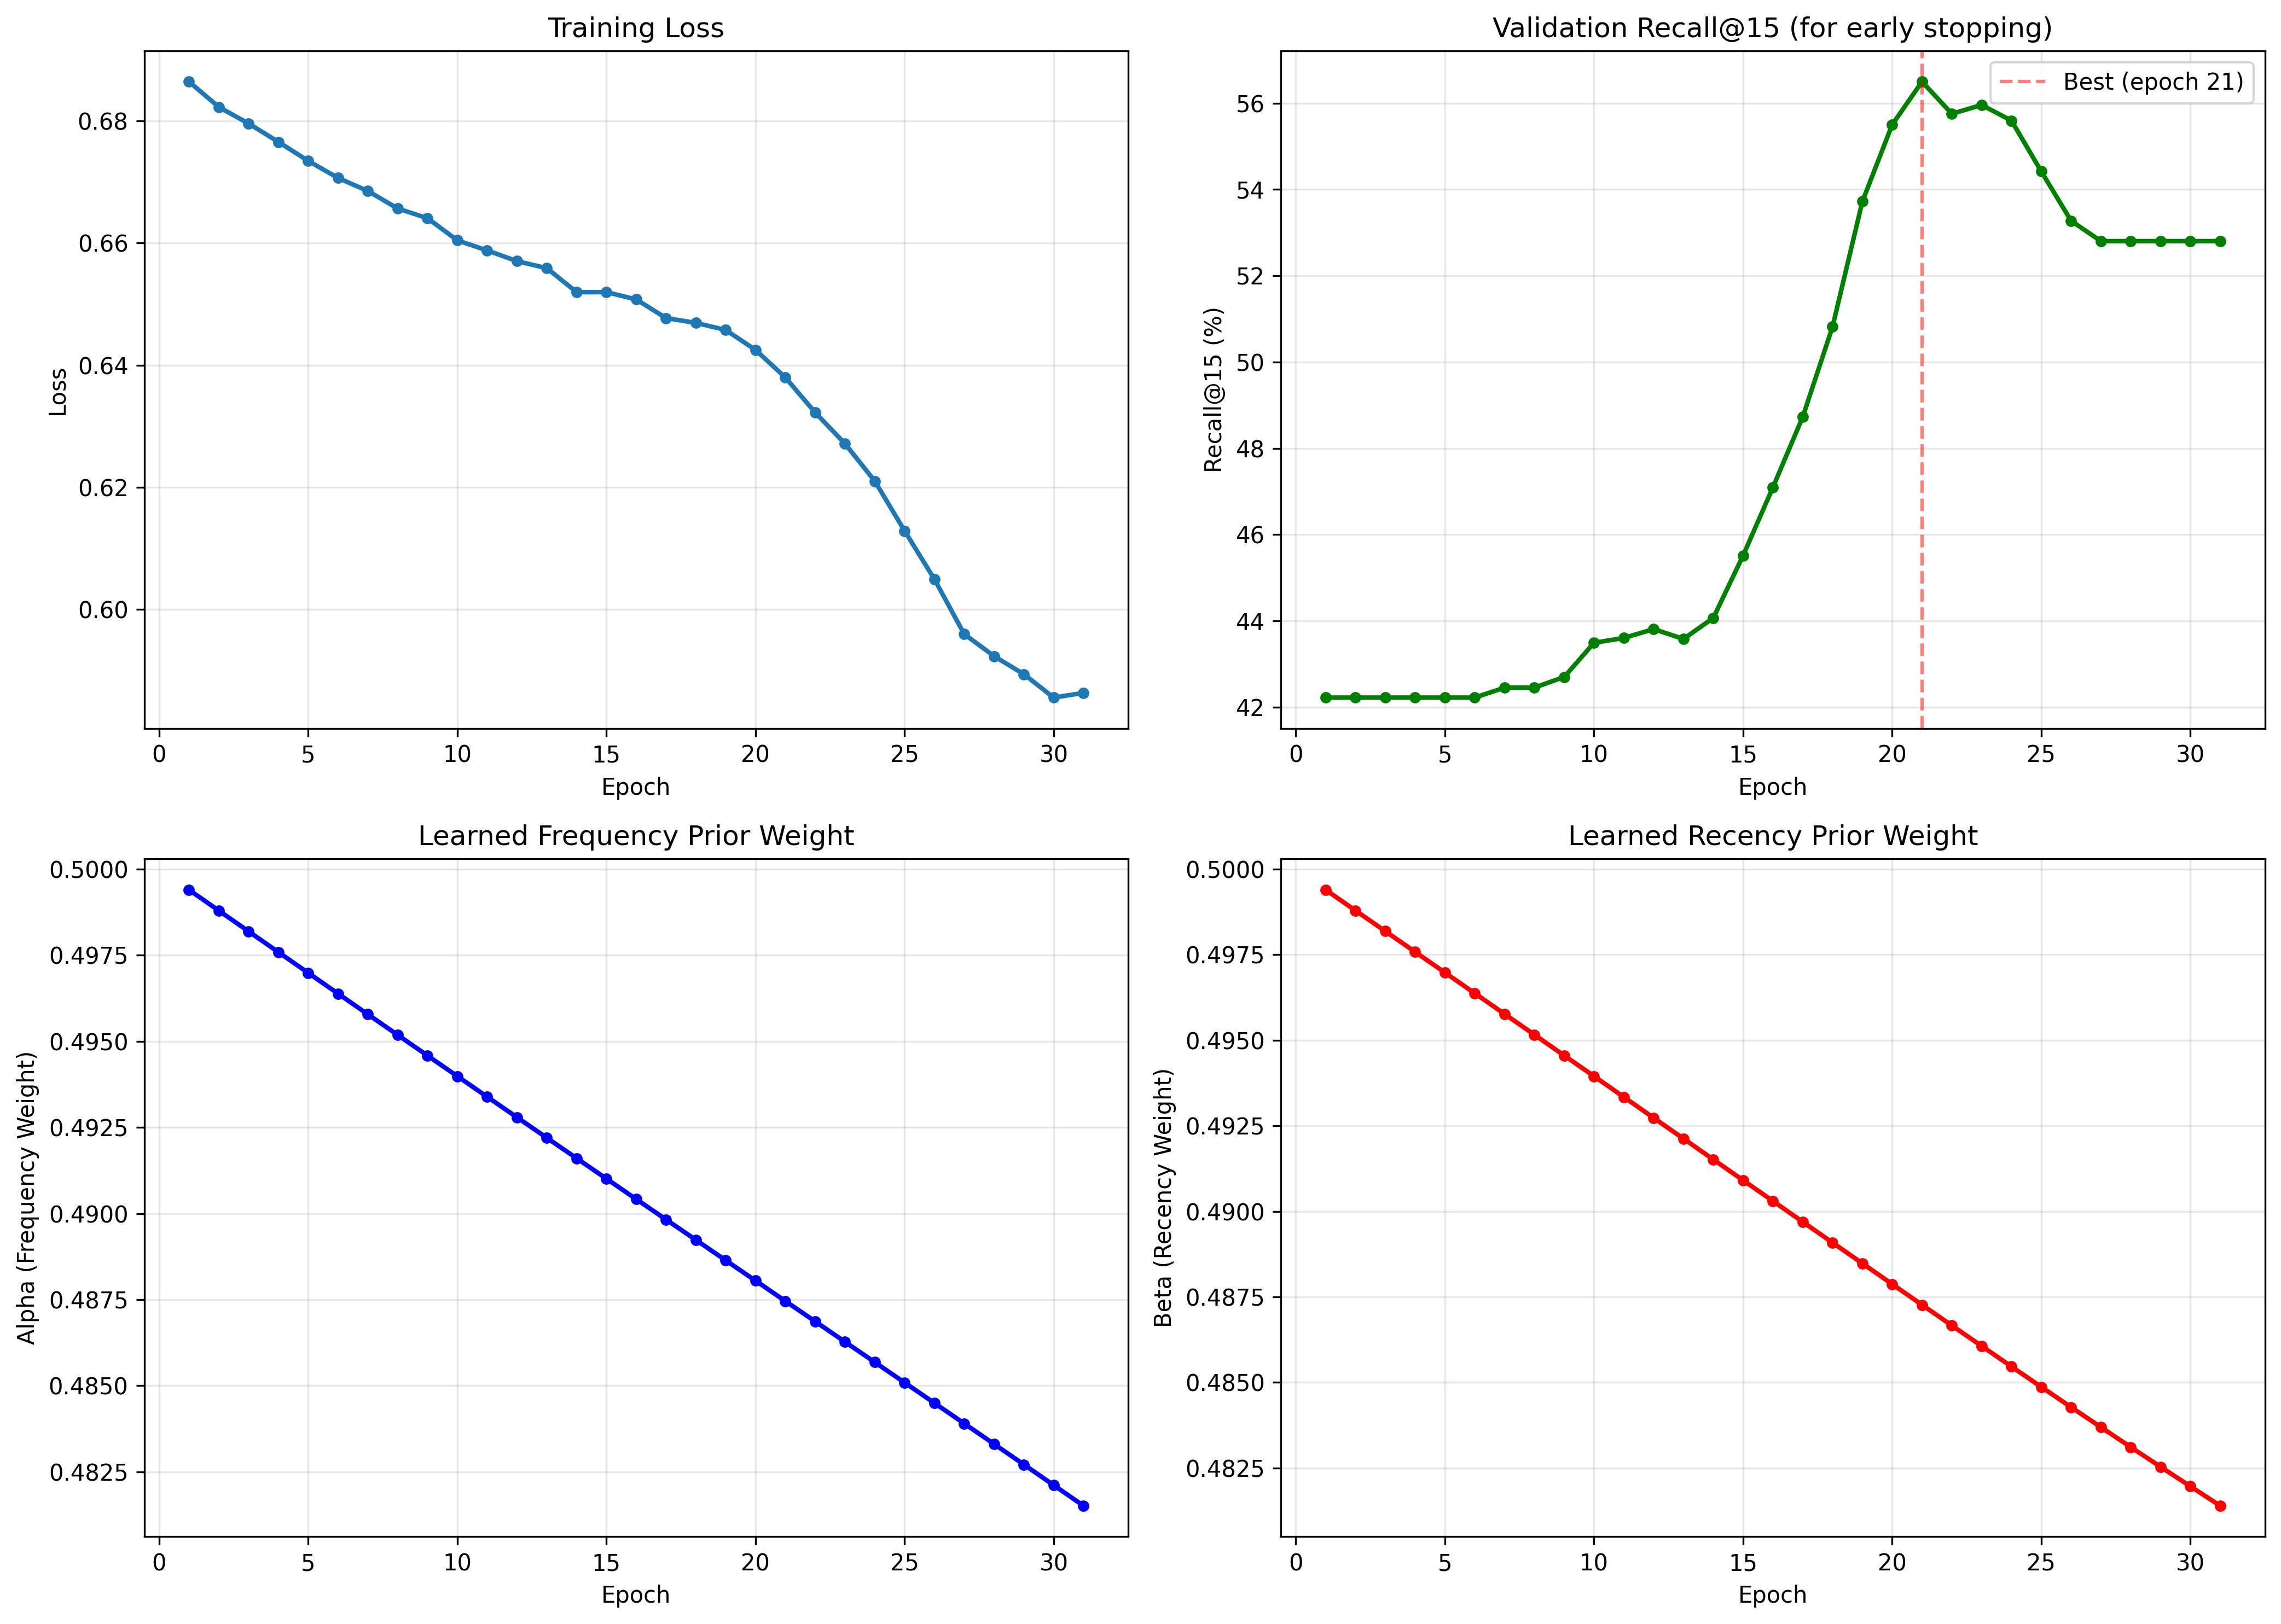 Training Loss
0.68
0.66
0.64
0.62
0.60
Loss
0 5 10 15 20 25 30
Epoch
Validation Recall@15 (for early stopping)
Best (epoch 21)
56
54
52
50
48
46
44
42
Recall@15 (%)
0 5 10 15 20 25 30
Epoch
Learned Frequency Prior Weight
0.5000
0.4975
0.4950
0.4925
0.4900
0.4875
0.4850
0.4825
Alpha (Frequency Weight)
0 5 10 15 20 25 30
Epoch
Learned Recency Prior Weight
0.5000
0.4975
0.4950
0.4925
0.4900
0.4875
0.4850
0.4825
Beta (Recency Weight)
0 5 10 15 20 25 30
Epoch